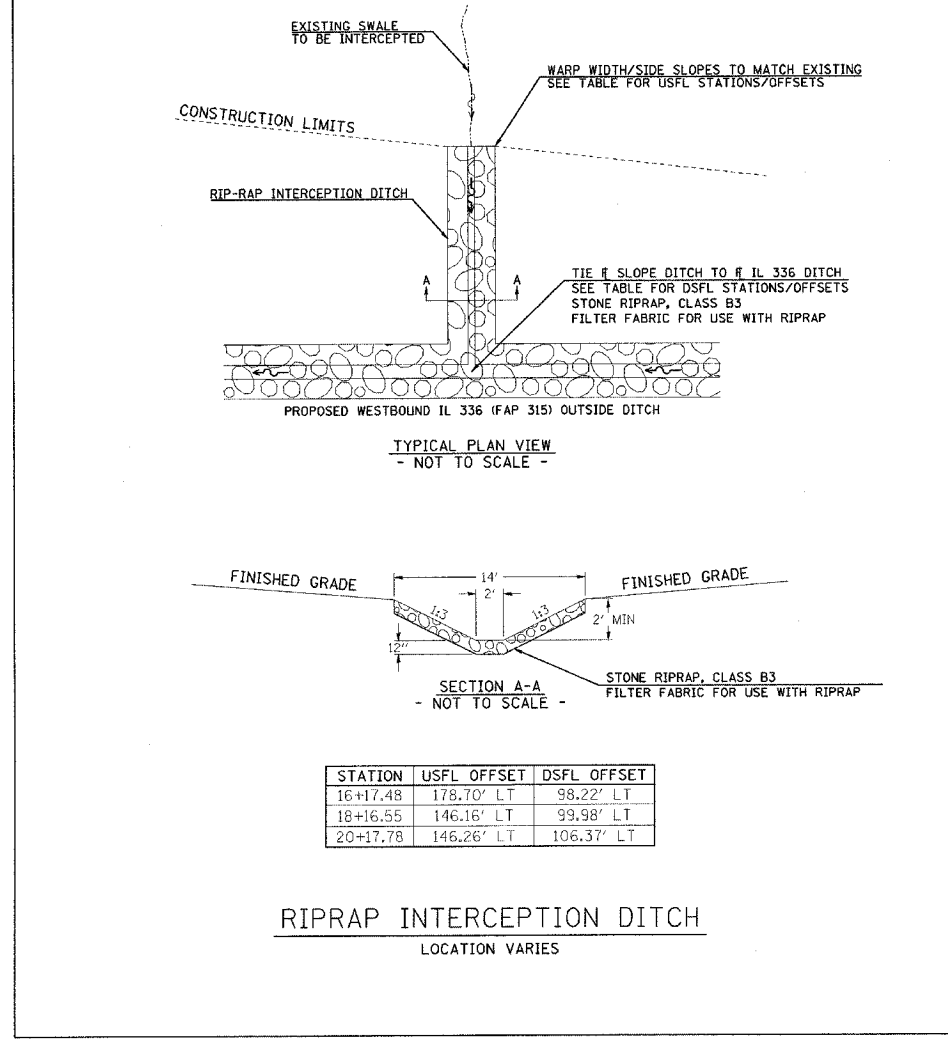 EXISTING SWALE
TO BE INTERCEPTED
WARP WIDTH/SIDE SLOPES TO MATCH EXISTING
SEE TABLE FOR USFL STATIONS/OFFSETS
CONSTRUCTION LIMITS
RIP-RAP INTERCEPTION DITCH
A
A
TIE FL SLOPE DITCH TO FL IL 336 DITCH
SEE TABLE FOR DSFL STATIONS/OFFSETS
STONE RIPRAP, CLASS B3
FILTER FABRIC FOR USE WITH RIPRAP
PROPOSED WESTBOUND IL 336 (FAP 315) OUTSIDE DITCH
TYPICAL PLAN VIEW
- NOT TO SCALE -
FINISHED GRADE
14'
2'
FINISHED GRADE
1:3
1:3
2' MIN
12"
STONE RIPRAP, CLASS B3
FILTER FABRIC FOR USE WITH RIPRAP
SECTION A-A
- NOT TO SCALE -
STATION USFL OFFSET DSFL OFFSET
16+17.48 178.70' LT 98.22' LT
18+16.55 146.16' LT 99.98' LT
20+17.78 146.26' LT 106.37' LT
RIPRAP INTERCEPTION DITCH
LOCATION VARIES